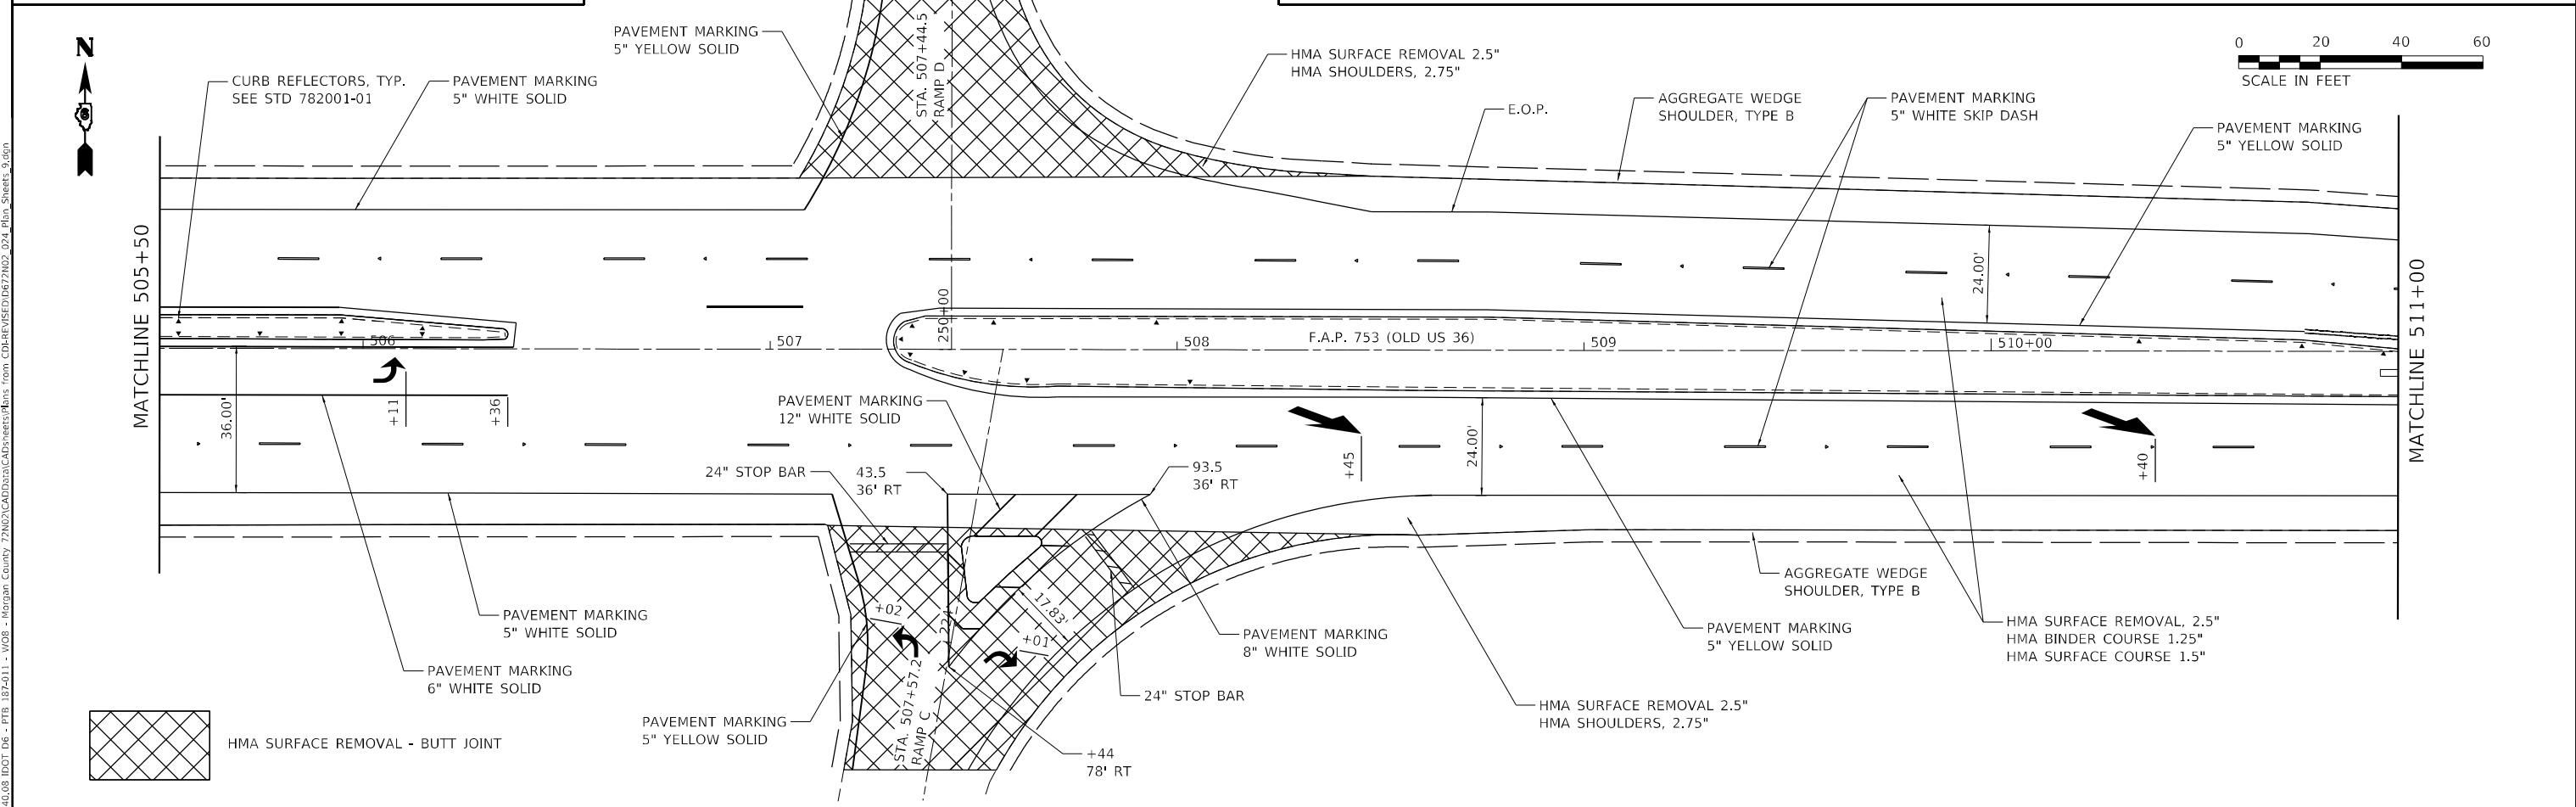 N
CURB REFLECTORS, TYP.
SEE STD 782001-01
PAVEMENT MARKING
5" WHITE SOLID
PAVEMENT MARKING
5" YELLOW SOLID
STA. 507+44.5
RAMP D
HMA SURFACE REMOVAL 2.5"
HMA SHOULDERS, 2.75"
E.O.P.
AGGREGATE WEDGE
SHOULDER, TYPE B
PAVEMENT MARKING
5" WHITE SKIP DASH
PAVEMENT MARKING
5" YELLOW SOLID
0 20 40 60
SCALE IN FEET
MATCHLINE 505+50
MATCHLINE 511+00
24.00'
250+00
506
507
508
F.A.P. 753 (OLD US 36)
509
510+00
36.00'
+11
+36
PAVEMENT MARKING
12" WHITE SOLID
24" STOP BAR
43.5
36' RT
93.5
36' RT
+45
24.00'
+40
+02
224
17.83'
+01
STA. 507+57.2
RAMP C
PAVEMENT MARKING
5" WHITE SOLID
PAVEMENT MARKING
6" WHITE SOLID
PAVEMENT MARKING
5" YELLOW SOLID
PAVEMENT MARKING
8" WHITE SOLID
24" STOP BAR
+44
78' RT
AGGREGATE WEDGE
SHOULDER, TYPE B
PAVEMENT MARKING
5" YELLOW SOLID
HMA SURFACE REMOVAL, 2.5"
HMA BINDER COURSE 1.25"
HMA SURFACE COURSE 1.5"
HMA SURFACE REMOVAL 2.5"
HMA SHOULDERS, 2.75"
HMA SURFACE REMOVAL - BUTT JOINT